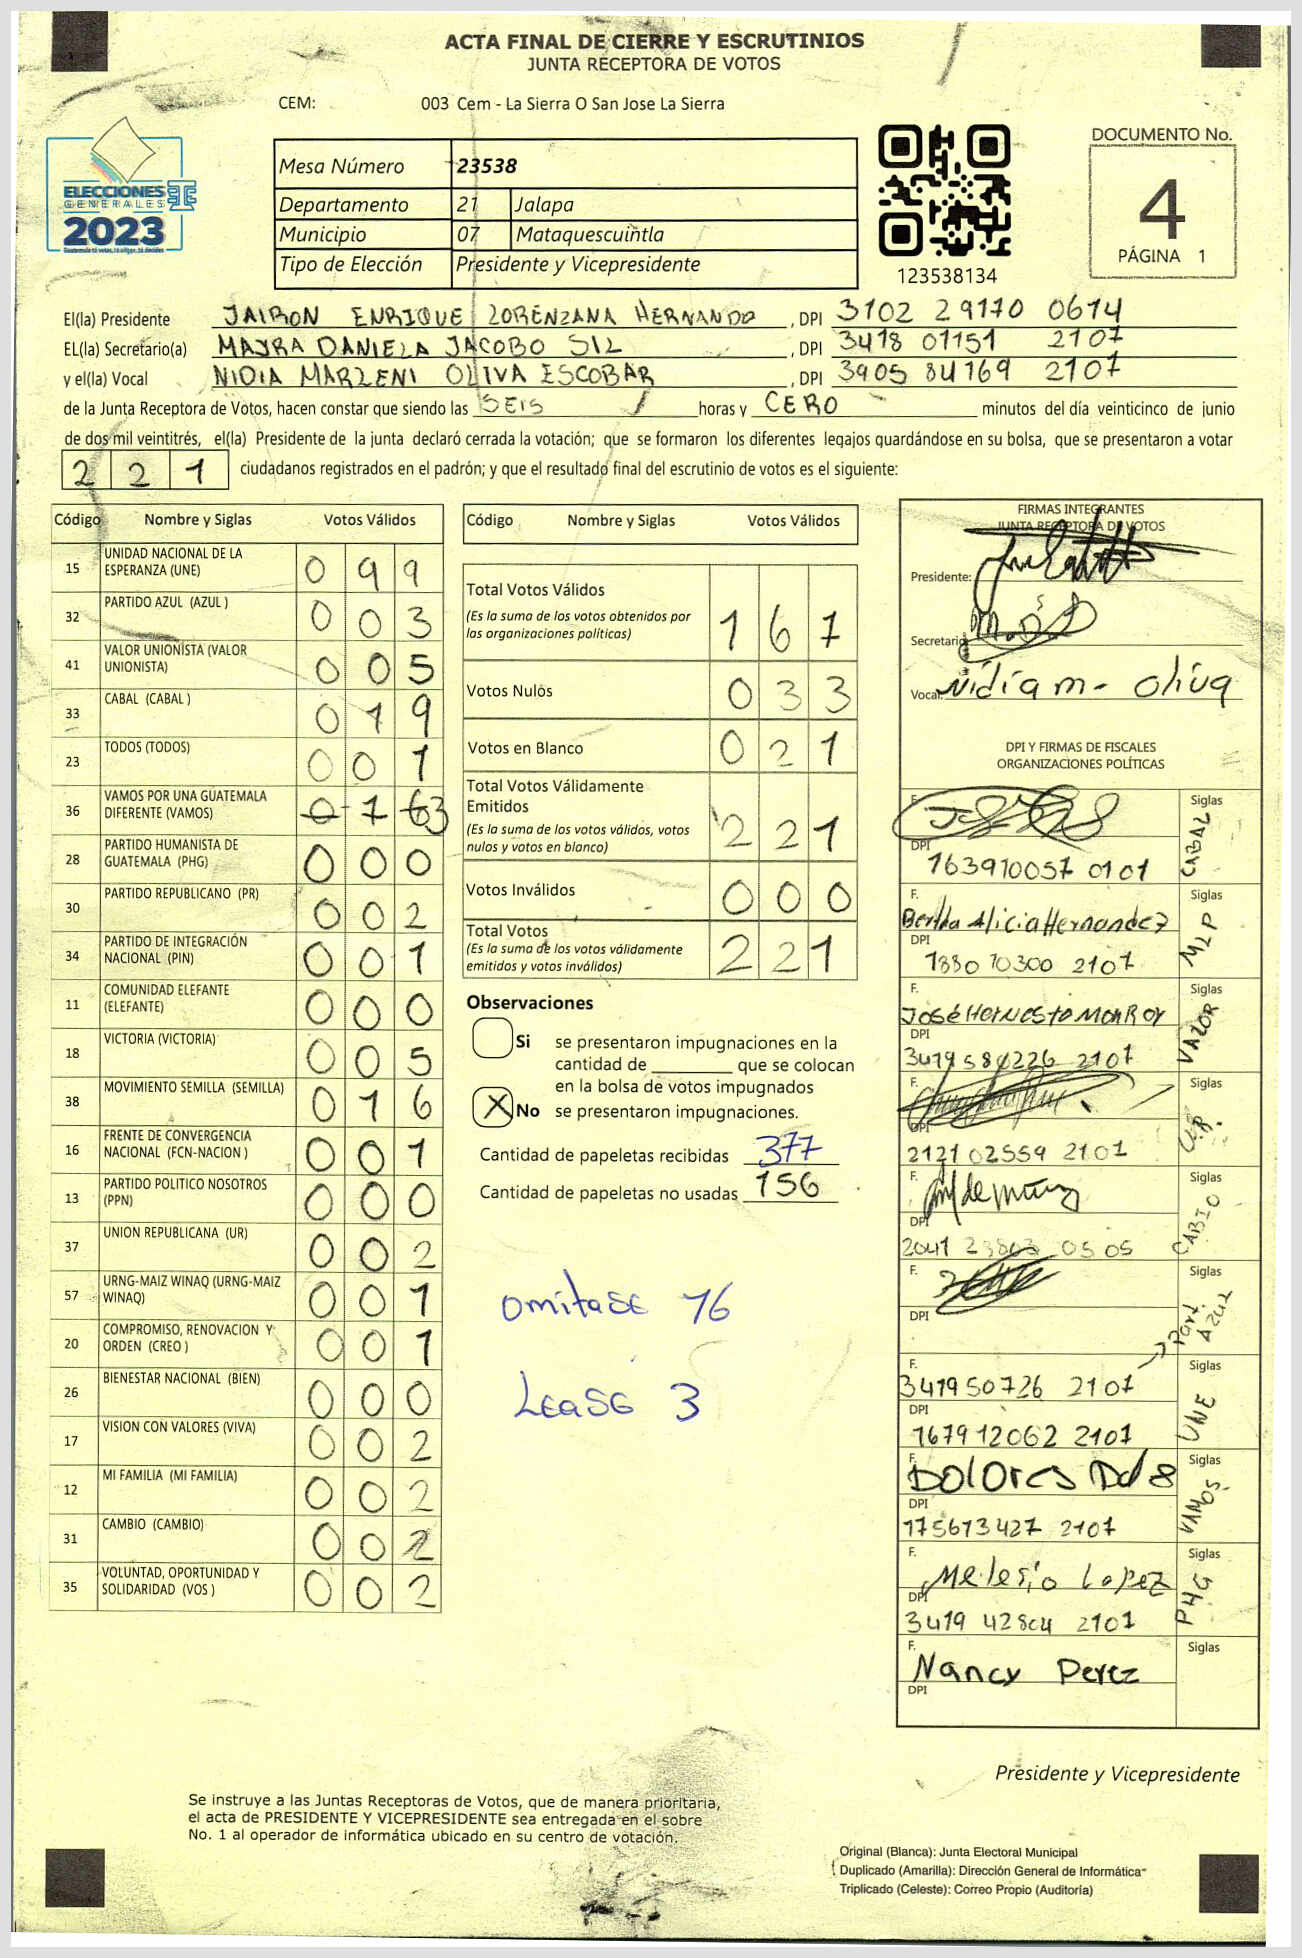 ACTA FINAL DE CIERRE Y ESCRUTINIOS
JUNTA RECEPTORA DE VOTOS
CEM: 003 Cem - La Sierra O San Jose La Sierra
ELECCIONES
GENERALES
2023
Mesa Número 23538
Departamento 21 Jalapa
Municipio 07 Mataquescuintla
Tipo de Elección Presidente y Vicepresidente
123538134
DOCUMENTO No.
4
PÁGINA 1
El(la) Presidente JAIRON ENRIQUE LORENZANA HERNANDO, DPI 3102 29170 0614
EL(la) Secretario(a) MAJRA DANIELA JACOBO SIL, DPI 3418 01151 2107
y el(la) Vocal NIDIA MARLENI OLIVA ESCOBAR, DPI 3905 84169 2107
de la Junta Receptora de Votos, hacen constar que siendo las SEIS horas y CERO minutos del día veinticinco de junio
de dos mil veintitrés, el(la) Presidente de la junta declaró cerrada la votación; que se formaron los diferentes legajos guardándose en su bolsa, que se presentaron a votar
221 ciudadanos registrados en el padrón; y que el resultado final del escrutinio de votos es el siguiente:
Código Nombre y Siglas Votos Válidos
15 UNIDAD NACIONAL DE LA ESPERANZA (UNE) 0 9 9
32 PARTIDO AZUL (AZUL ) 0 0 3
41 VALOR UNIONISTA (VALOR UNIONISTA) 0 0 5
33 CABAL (CABAL ) 0 1 9
23 TODOS (TODOS) 0 0 1
36 VAMOS POR UNA GUATEMALA DIFERENTE (VAMOS) 0 1 6 3
28 PARTIDO HUMANISTA DE GUATEMALA (PHG) 0 0 0
30 PARTIDO REPUBLICANO (PR) 0 0 2
34 PARTIDO DE INTEGRACIÓN NACIONAL (PIN) 0 0 1
11 COMUNIDAD ELEFANTE (ELEFANTE) 0 0 0
18 VICTORIA (VICTORIA) 0 0 5
38 MOVIMIENTO SEMILLA (SEMILLA) 0 1 6
16 FRENTE DE CONVERGENCIA NACIONAL (FCN-NACION ) 0 0 1
13 PARTIDO POLITICO NOSOTROS (PPN) 0 0 0
37 UNION REPUBLICANA (UR) 0 0 2
57 URNG-MAIZ WINAQ (URNG-MAIZ WINAQ) 0 0 1
20 COMPROMISO, RENOVACION Y ORDEN (CREO ) 0 0 1
26 BIENESTAR NACIONAL (BIEN) 0 0 0
17 VISION CON VALORES (VIVA) 0 0 2
12 MI FAMILIA (MI FAMILIA) 0 0 2
31 CAMBIO (CAMBIO) 0 0 2
35 VOLUNTAD, OPORTUNIDAD Y SOLIDARIDAD (VOS ) 0 0 2
Código Nombre y Siglas Votos Válidos
Total Votos Válidos 1 6 7
(Es la suma de los votos obtenidos por
las organizaciones políticas)
Votos Nulos 0 3 3
Votos en Blanco 0 2 1
Total Votos Válidamente
Emitidos 2 2 1
(Es la suma de los votos válidos, votos
nulos y votos en blanco)
Votos Inválidos 0 0 0
Total Votos 2 2 1
(Es la suma de los votos válidamente
emitidos y votos inválidos)
Observaciones
Si se presentaron impugnaciones en la
cantidad de ________ que se colocan
en la bolsa de votos impugnados
X No se presentaron impugnaciones.
Cantidad de papeletas recibidas 377
Cantidad de papeletas no usadas 156
OmitaSE 16
LEaSE 3
FIRMAS INTEGRANTES
JUNTA RECEPTORA DE VOTOS
Presidente:
Secretario
Vocal: Nidia m- Oliva
DPI Y FIRMAS DE FISCALES
ORGANIZACIONES POLÍTICAS
F. Siglas CABAL
DPI 163910057 0101
F. Bertha Alicia Hernandez Siglas MLP
DPI 1880 10300 2107
F. José Hernesto MonRoy Siglas VALOR
DPI 3419 584226 2107
F. Siglas
DPI 2121 02559 2101
F. Siglas
DPI 2041 23803 0505
F. Siglas Part. Azul
DPI
F. 341950726 2107 Siglas UNE
DPI 167912062 2107
F. DOlORes Siglas VAMOS
DPI 175613427 2107
F. Melesio Lopez Siglas PHG
DPI 3419 42804 2101
F. Nancy Perez Siglas
DPI
Presidente y Vicepresidente
Se instruye a las Juntas Receptoras de Votos, que de manera prioritaria,
el acta de PRESIDENTE Y VICEPRESIDENTE sea entregada en el sobre
No. 1 al operador de informática ubicado en su centro de votación.
Original (Blanca): Junta Electoral Municipal
Duplicado (Amarilla): Dirección General de Informática
Triplicado (Celeste): Correo Propio (Auditoría)